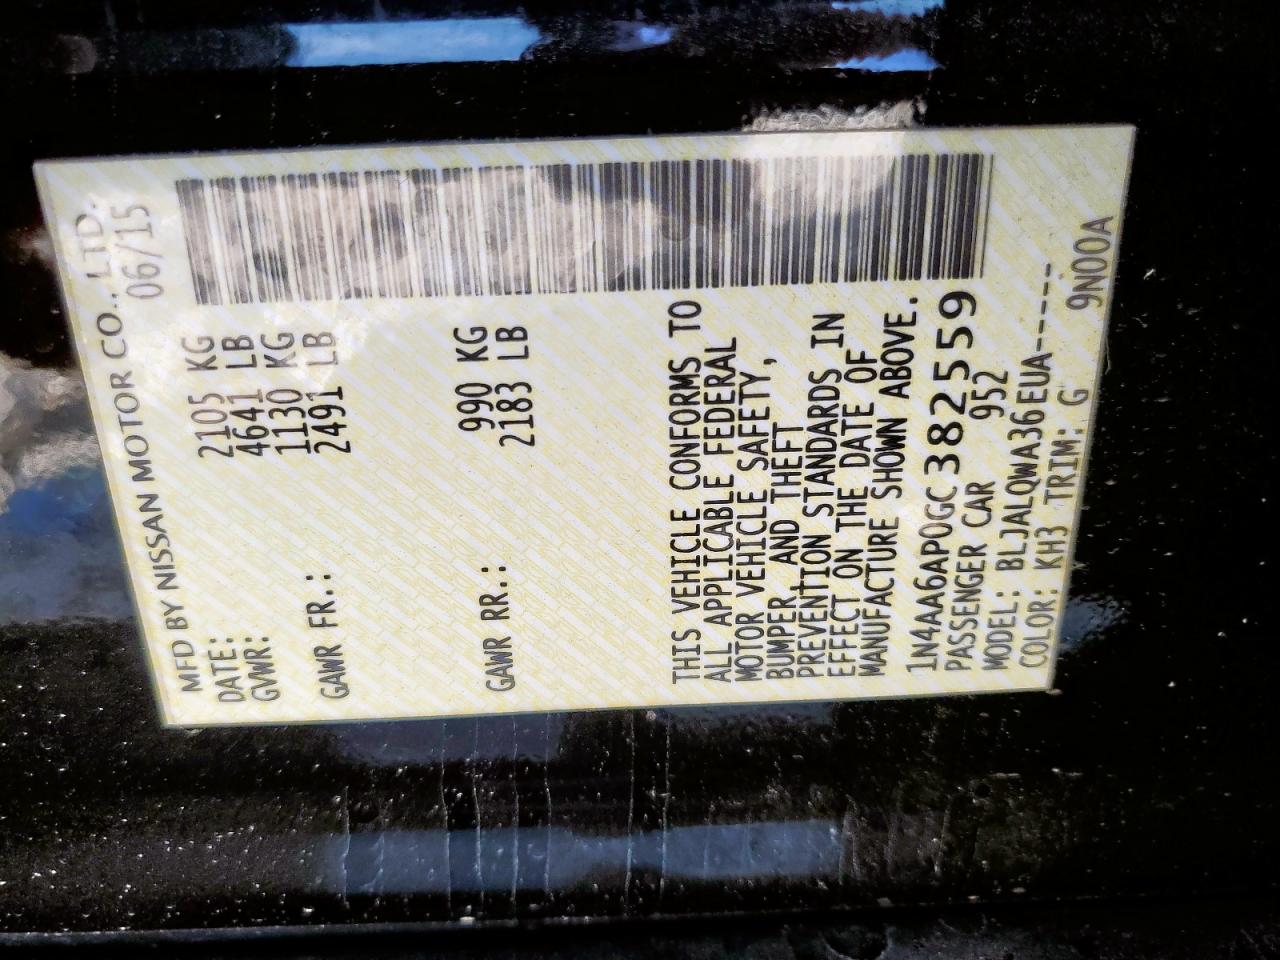 MFD BY NISSAN MOTOR CO., LTD.
DATE: 06/15
GVWR: 2105 KG
4641 LB
GAWR FR.: 1130 KG
2491 LB
GAWR RR.: 990 KG
2183 LB
THIS VEHICLE CONFORMS TO
ALL APPLICABLE FEDERAL
MOTOR VEHICLE SAFETY,
BUMPER AND THEFT
PREVENTION STANDARDS IN
EFFECT ON THE DATE OF
MANUFACTURE SHOWN ABOVE.
1N4AA6AP0GC382559
PASSENGER CAR 952
MODEL: BLJALQWA36EUA-----
COLOR: KH3 TRIM: G 9N00A